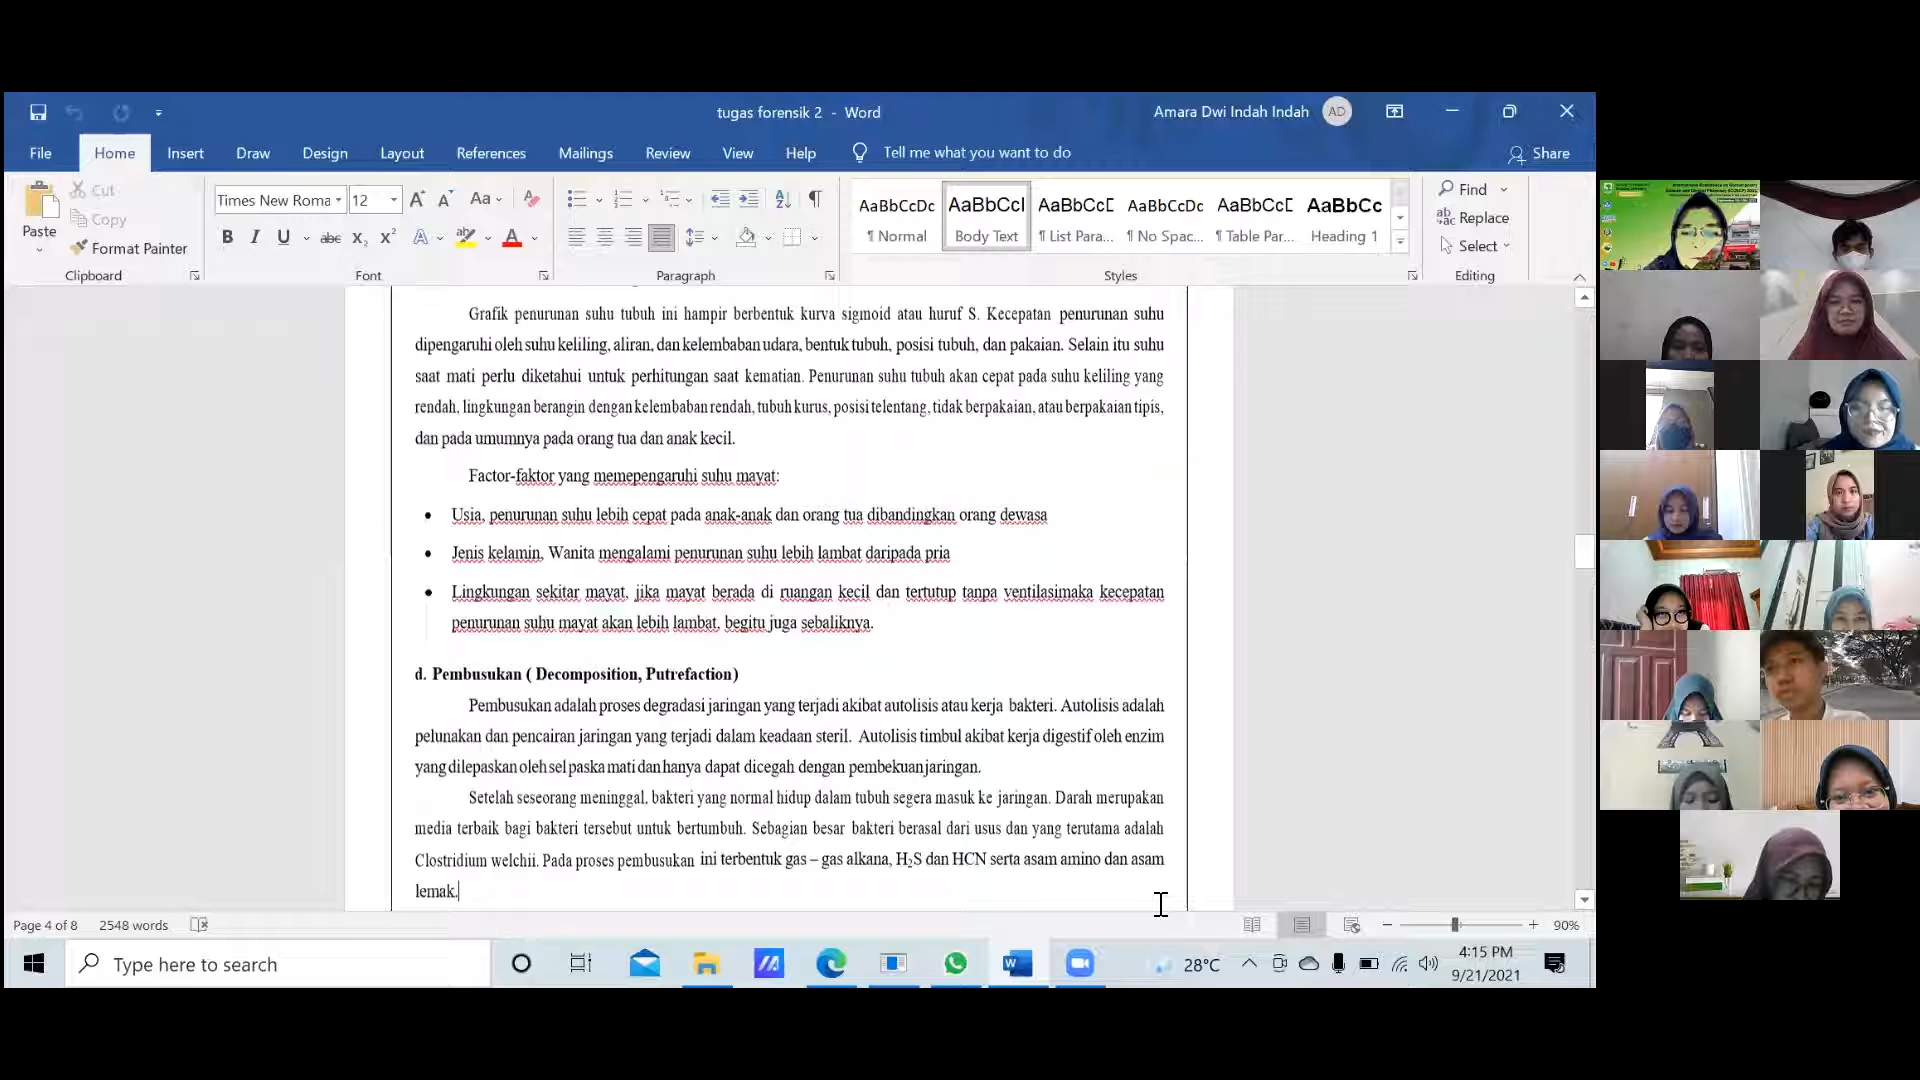 tugas forensik 2 - Word
Amara Dwi Indah Indah
AD
File Home Insert Draw Design Layout References Mailings Review View Help Tell me what you want to do
Share
Paste
Cut
Copy
Format Painter
Clipboard
Times New Roma 12
Font
Paragraph
AaBbCcDc AaBbCcI AaBbCcD AaBbCcDc AaBbCcD AaBbCc
¶ Normal Body Text ¶ List Para... ¶ No Spac... ¶ Table Par... Heading 1
Styles
Find
Replace
Select
Editing
Grafik penurunan suhu tubuh ini hampir berbentuk kurva sigmoid atau huruf S. Kecepatan penurunan suhu
dipengaruhi oleh suhu keliling, aliran, dan kelembaban udara, bentuk tubuh, posisi tubuh, dan pakaian. Selain itu suhu
saat mati perlu diketahui untuk perhitungan saat kematian. Penurunan suhu tubuh akan cepat pada suhu keliling yang
rendah, lingkungan berangin dengan kelembaban rendah, tubuh kurus, posisi telentang, tidak berpakaian, atau berpakaian tipis,
dan pada umumnya pada orang tua dan anak kecil.
Factor-faktor yang memepengaruhi suhu mayat:
• Usia, penurunan suhu lebih cepat pada anak-anak dan orang tua dibandingkan orang dewasa
• Jenis kelamin, Wanita mengalami penurunan suhu lebih lambat daripada pria
• Lingkungan sekitar mayat, jika mayat berada di ruangan kecil dan tertutup tanpa ventilasimaka kecepatan
penurunan suhu mayat akan lebih lambat, begitu juga sebaliknya.
d. Pembusukan ( Decomposition, Putrefaction)
Pembusukan adalah proses degradasi jaringan yang terjadi akibat autolisis atau kerja bakteri. Autolisis adalah
pelunakan dan pencairan jaringan yang terjadi dalam keadaan steril. Autolisis timbul akibat kerja digestif oleh enzim
yang dilepaskan oleh sel paska mati dan hanya dapat dicegah dengan pembekuan jaringan.
Setelah seseorang meninggal, bakteri yang normal hidup dalam tubuh segera masuk ke jaringan. Darah merupakan
media terbaik bagi bakteri tersebut untuk bertumbuh. Sebagian besar bakteri berasal dari usus dan yang terutama adalah
Clostridium welchii. Pada proses pembusukan ini terbentuk gas – gas alkana, H₂S dan HCN serta asam amino dan asam
lemak.
Page 4 of 8 2548 words
90%
Type here to search
28°C
4:15 PM
9/21/2021